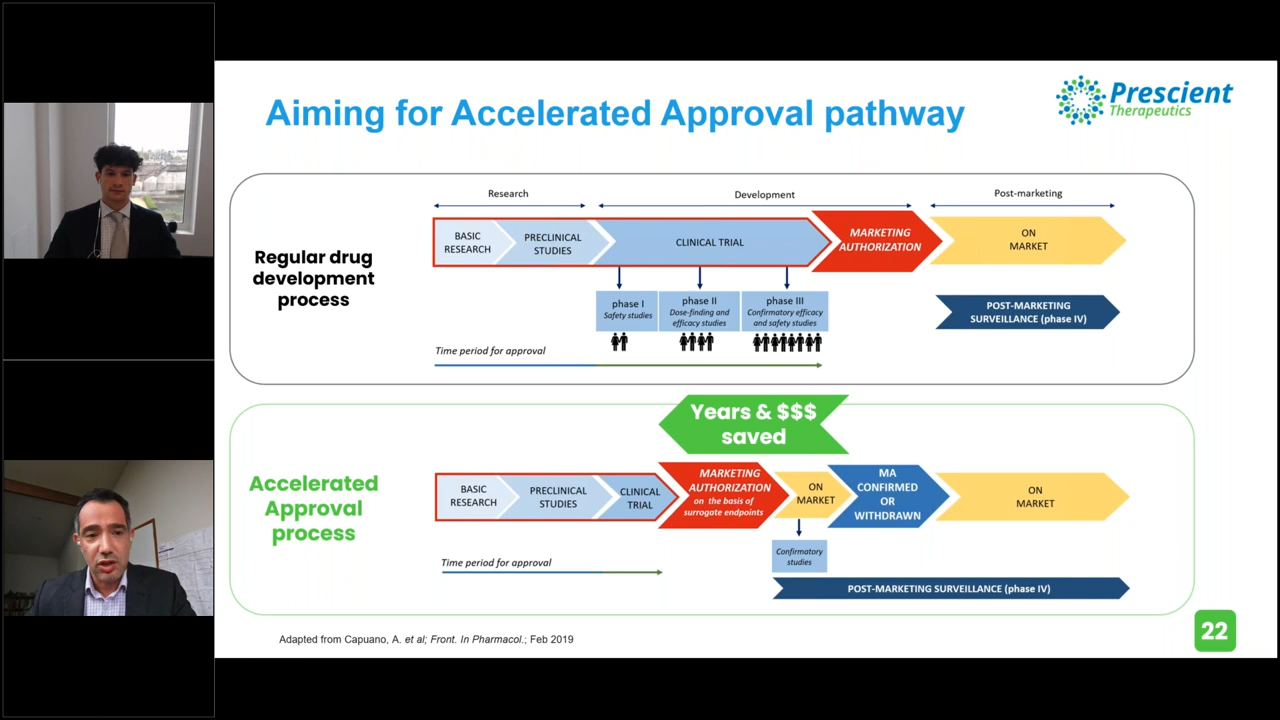 Aiming for Accelerated Approval pathway
Prescient
Therapeutics
Research
Development
Post-marketing
Regular drug
development
process
BASIC
RESEARCH
PRECLINICAL
STUDIES
CLINICAL TRIAL
MARKETING
AUTHORIZATION
ON
MARKET
phase I
Safety studies
phase II
Dose-finding and
efficacy studies
phase III
Confirmatory efficacy
and safety studies
POST-MARKETING
SURVEILLANCE (phase IV)
Time period for approval
Years & $$$
saved
Accelerated
Approval
process
BASIC
RESEARCH
PRECLINICAL
STUDIES
CLINICAL
TRIAL
MARKETING
AUTHORIZATION
on the basis of
surrogate endpoints
ON
MARKET
MA
CONFIRMED
OR
WITHDRAWN
ON
MARKET
Confirmatory
studies
Time period for approval
POST-MARKETING SURVEILLANCE (phase IV)
Adapted from Capuano, A. et al; Front. In Pharmacol.; Feb 2019
22